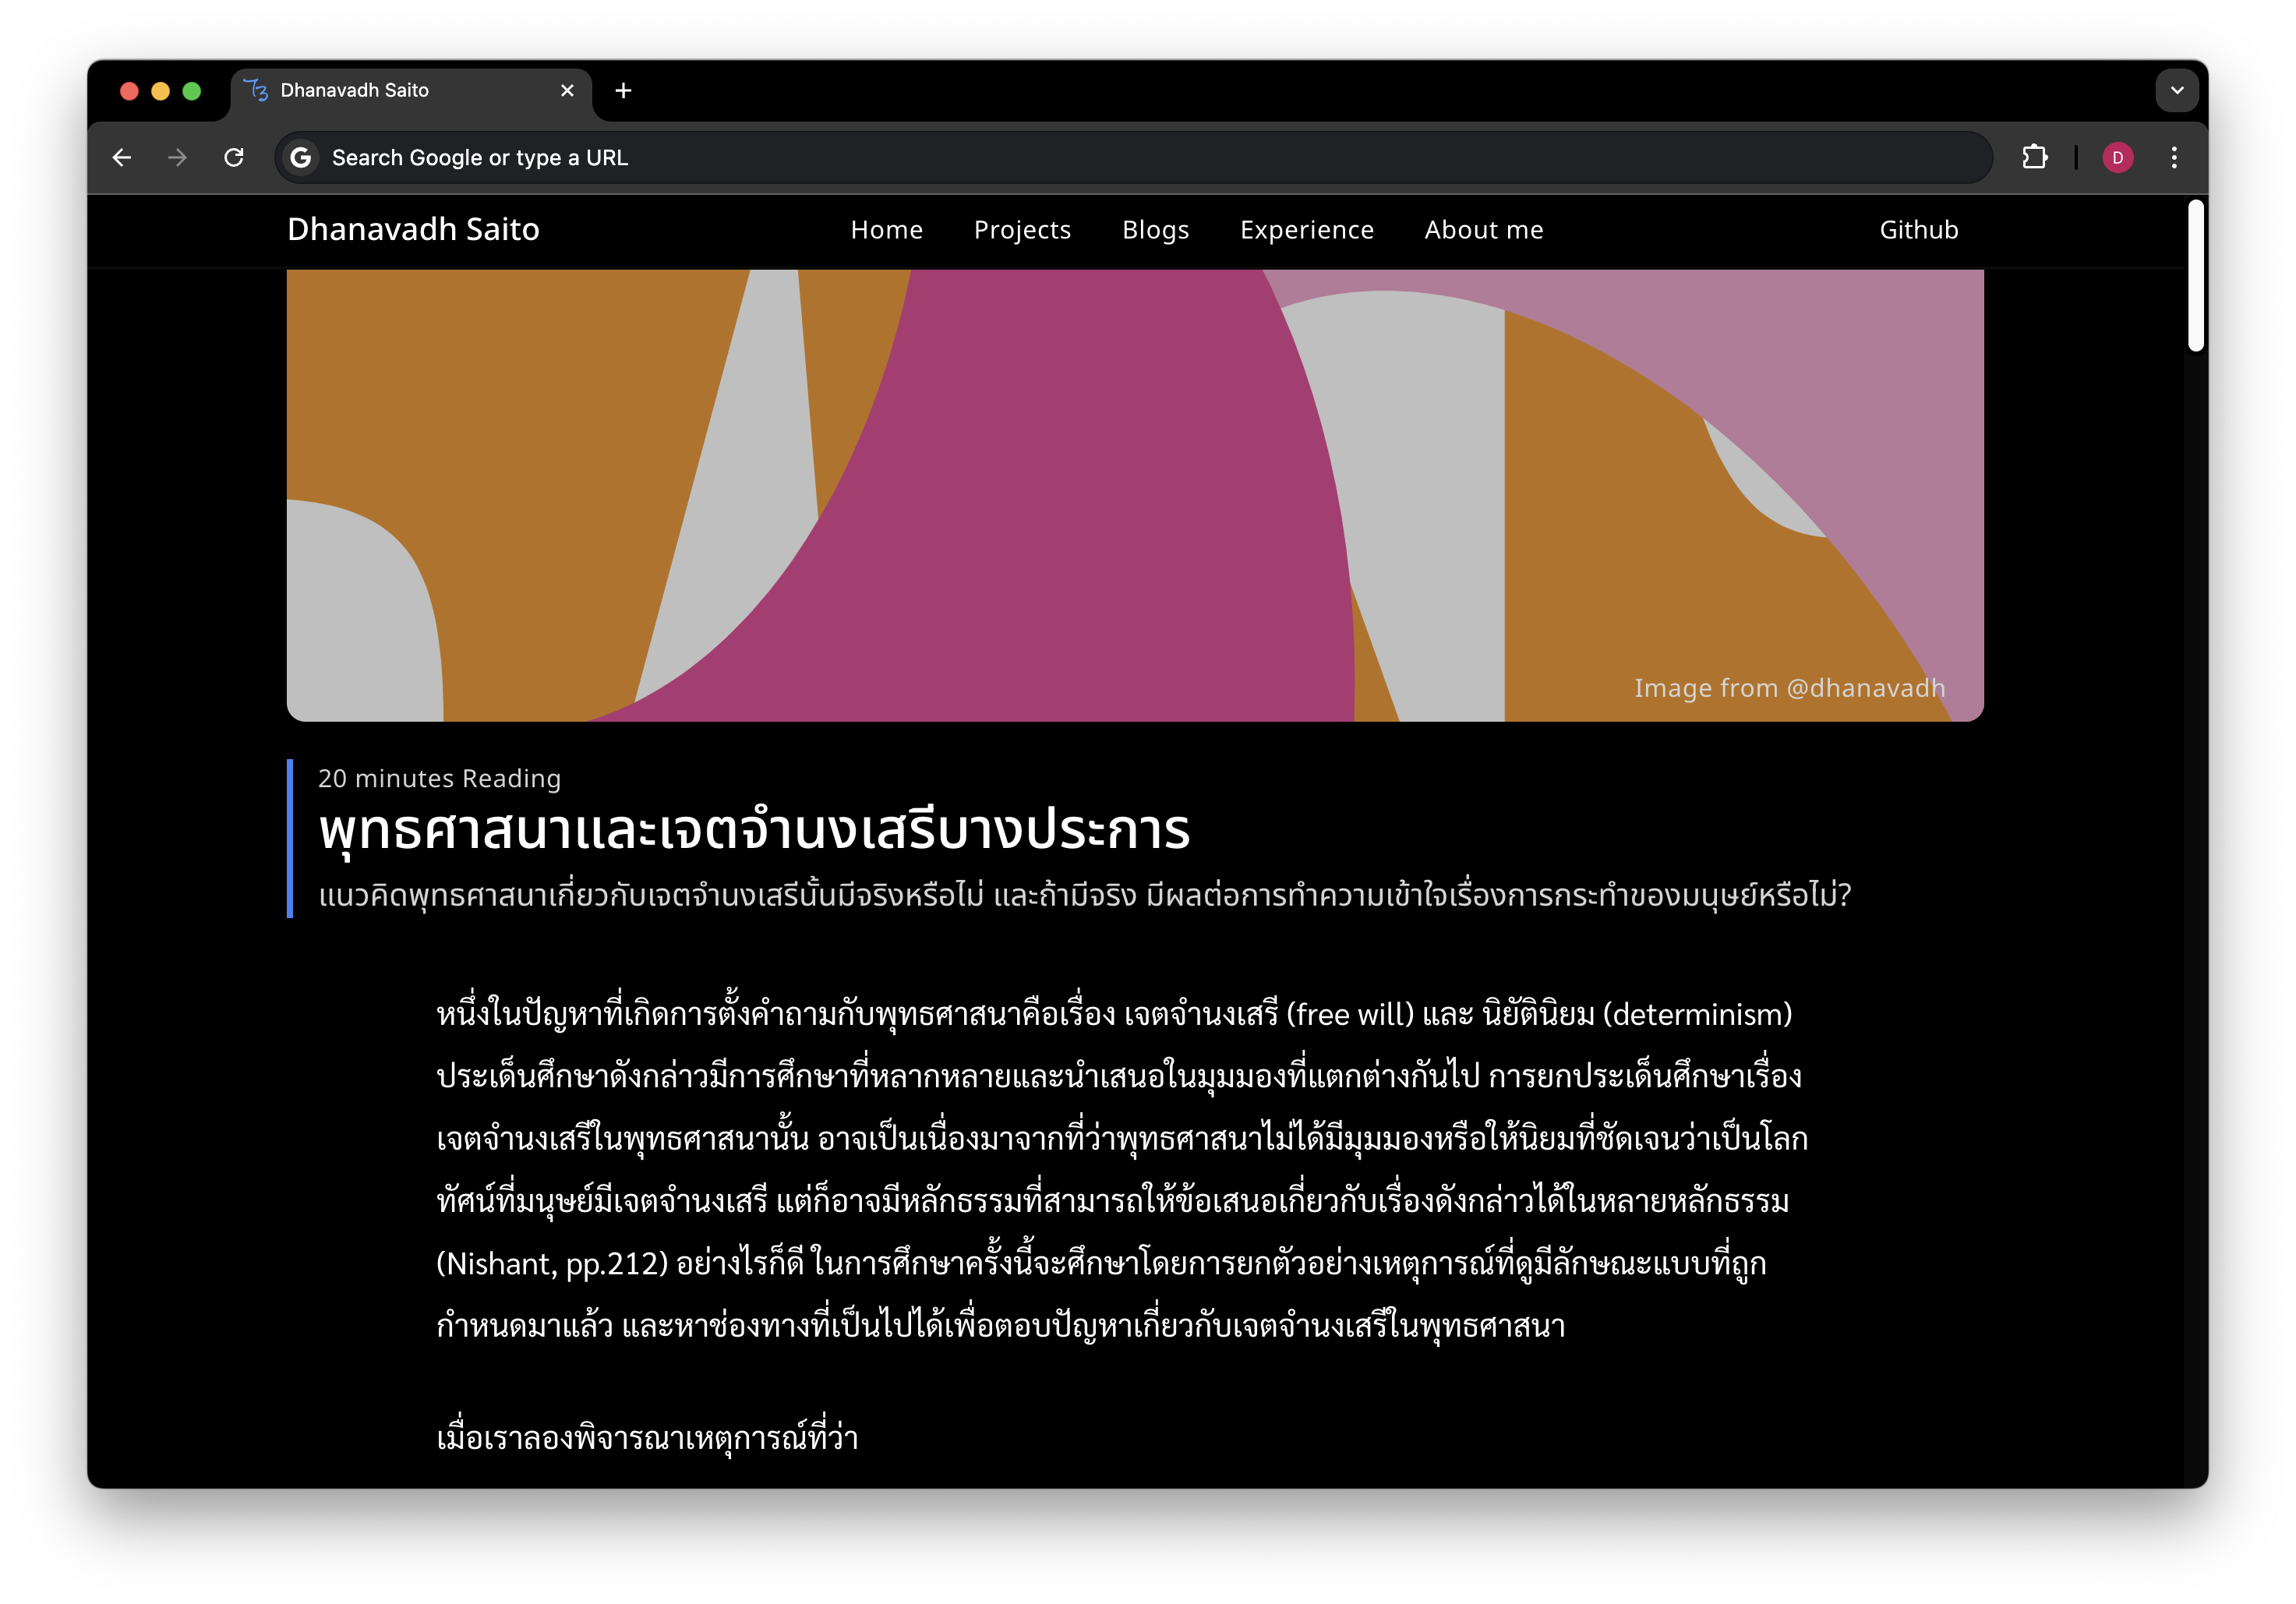 Dhanavadh Saito
Search Google or type a URL
D
Dhanavadh Saito
Home Projects Blogs Experience About me Github
Image from @dhanavadh
20 minutes Reading
พุทธศาสนาและเจตจำนงเสรีบางประการ
แนวคิดพุทธศาสนาเกี่ยวกับเจตจำนงเสรีนั้นมีจริงหรือไม่ และถ้ามีจริง มีผลต่อการทำความเข้าใจเรื่องการกระทำของมนุษย์หรือไม่?
หนึ่งในปัญหาที่เกิดการตั้งคำถามกับพุทธศาสนาคือเรื่อง เจตจำนงเสรี (free will) และ นิยัตินิยม (determinism)
ประเด็นศึกษาดังกล่าวมีการศึกษาที่หลากหลายและนำเสนอในมุมมองที่แตกต่างกันไป การยกประเด็นศึกษาเรื่อง
เจตจำนงเสรีในพุทธศาสนานั้น อาจเป็นเนื่องมาจากที่ว่าพุทธศาสนาไม่ได้มีมุมมองหรือให้นิยมที่ชัดเจนว่าเป็นโลก
ทัศน์ที่มนุษย์มีเจตจำนงเสรี แต่ก็อาจมีหลักธรรมที่สามารถให้ข้อเสนอเกี่ยวกับเรื่องดังกล่าวได้ในหลายหลักธรรม
(Nishant, pp.212) อย่างไรก็ดี ในการศึกษาครั้งนี้จะศึกษาโดยการยกตัวอย่างเหตุการณ์ที่ดูมีลักษณะแบบที่ถูก
กำหนดมาแล้ว และหาช่องทางที่เป็นไปได้เพื่อตอบปัญหาเกี่ยวกับเจตจำนงเสรีในพุทธศาสนา
เมื่อเราลองพิจารณาเหตุการณ์ที่ว่า